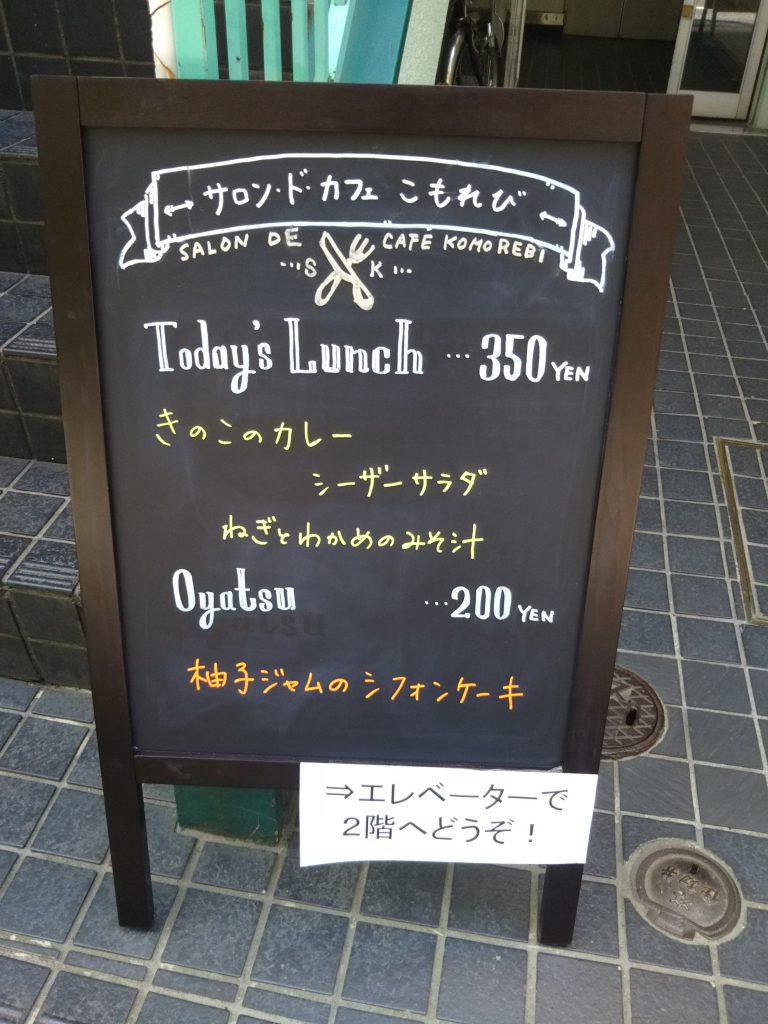 サロン・ド・カフェ こもれび
SALON DE CAFÉ KOMOREBI
…S K…
Today's Lunch …350 YEN
きのこのカレー
シーザーサラダ
ねぎとわかめのみそ汁
Oyatsu …200 YEN
柚子ジャムのシフォンケーキ
⇒エレベーターで
2階へどうぞ！